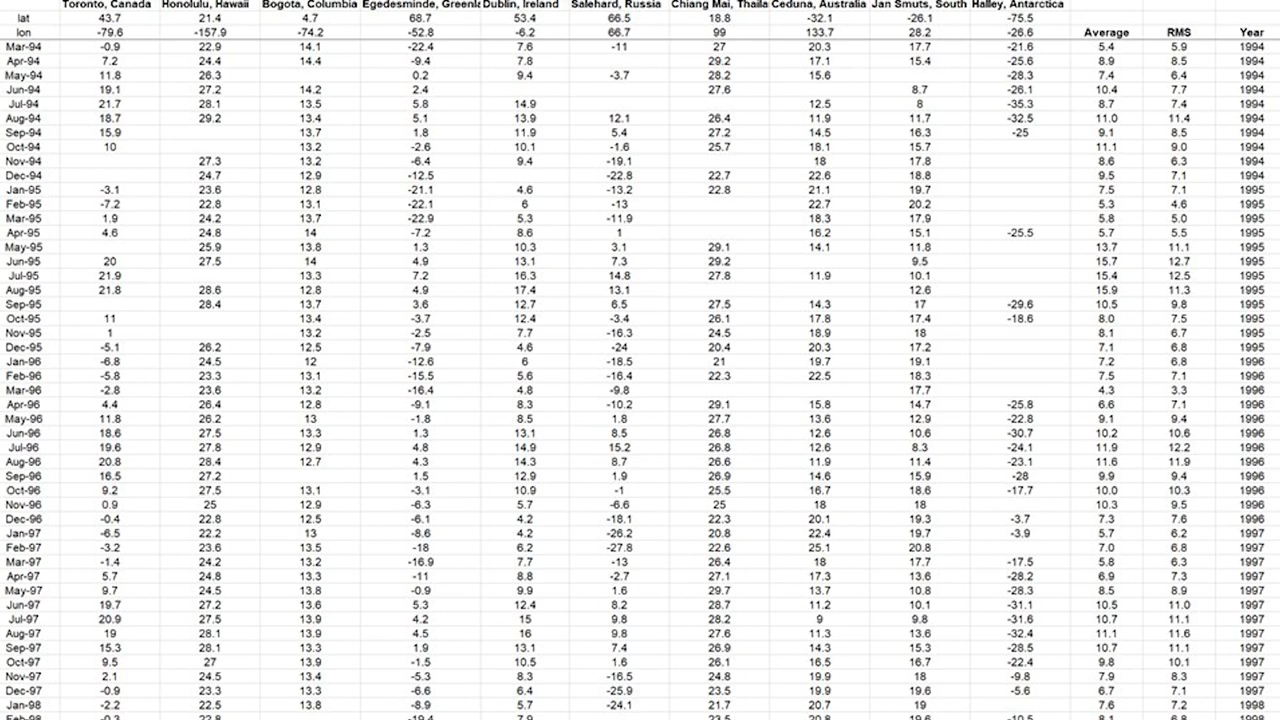 Toronto, Canada Honolulu, Hawaii Bogota, Columbia Egedesminde, Greenl Dublin, Ireland Salehard, Russia Chiang Mai, Thaila Ceduna, Australia Jan Smuts, South Halley, Antarctica
lat 43.7 21.4 4.7 68.7 53.4 66.5 18.8 -32.1 -26.1 -75.5
lon -79.6 -157.9 -74.2 -52.8 -6.2 66.7 99 133.7 28.2 -26.6 Average RMS Year
Mar-94 -0.9 22.9 14.1 -22.4 7.6 -11 27 20.3 17.7 -21.6 5.4 5.9 1994
Apr-94 7.2 24.4 14.4 -9.4 7.8 29.2 17.1 15.4 -25.6 8.9 8.5 1994
May-94 11.8 26.3 0.2 9.4 -3.7 28.2 15.6 -28.3 7.4 6.4 1994
Jun-94 19.1 27.2 14.2 2.4 27.6 8.7 -26.1 10.4 7.7 1994
Jul-94 21.7 28.1 13.5 5.8 14.9 12.5 8 -35.3 8.7 7.4 1994
Aug-94 18.7 29.2 13.4 5.1 13.9 12.1 26.4 11.9 11.7 -32.5 11.0 11.4 1994
Sep-94 15.9 13.7 1.8 11.9 5.4 27.2 14.5 16.3 -25 9.1 8.5 1994
Oct-94 10 13.2 -2.6 10.1 -1.6 25.7 18.1 15.7 11.1 9.0 1994
Nov-94 27.3 13.2 -6.4 9.4 -19.1 18 17.8 8.6 6.3 1994
Dec-94 24.7 12.9 -12.5 -22.8 22.7 22.6 18.8 9.5 7.1 1994
Jan-95 -3.1 23.6 12.8 -21.1 4.6 -13.2 22.8 21.1 19.7 7.5 7.1 1995
Feb-95 -7.2 22.8 13.1 -22.1 6 -13 22.7 20.2 5.3 4.6 1995
Mar-95 1.9 24.2 13.7 -22.9 5.3 -11.9 18.3 17.9 5.8 5.0 1995
Apr-95 4.6 24.8 14 -7.2 8.6 1 16.2 15.1 -25.5 5.7 5.5 1995
May-95 25.9 13.8 1.3 10.3 3.1 29.1 14.1 11.8 13.7 11.1 1995
Jun-95 20 27.5 14 4.9 13.1 7.3 29.2 9.5 15.7 12.7 1995
Jul-95 21.9 13.3 7.2 16.3 14.8 27.8 11.9 10.1 15.4 12.5 1995
Aug-95 21.8 28.6 12.8 4.9 17.4 13.1 12.6 15.9 11.3 1995
Sep-95 28.4 13.7 3.6 12.7 6.5 27.5 14.3 17 -29.6 10.5 9.8 1995
Oct-95 11 13.4 -3.7 12.4 -3.4 26.1 17.8 17.4 -18.6 8.0 7.5 1995
Nov-95 1 13.2 -2.5 7.7 -16.3 24.5 18.9 18 8.1 6.7 1995
Dec-95 -5.1 26.2 12.5 -7.9 4.6 -24 20.4 20.3 17.2 7.1 6.8 1995
Jan-96 -6.8 24.5 12 -12.6 6 -18.5 21 19.7 19.1 7.2 6.8 1996
Feb-96 -5.8 23.3 13.1 -15.5 5.6 -16.4 22.3 22.5 18.3 7.5 7.1 1996
Mar-96 -2.8 23.6 13.2 -16.4 4.8 -9.8 17.7 4.3 3.3 1996
Apr-96 4.4 26.4 12.8 -9.1 8.3 -10.2 29.1 15.8 14.7 -25.8 6.6 7.1 1996
May-96 11.8 26.2 13 -1.8 8.5 1.8 27.7 13.6 12.9 -22.8 9.1 9.4 1996
Jun-96 18.6 27.5 13.3 1.3 13.1 8.5 26.8 12.6 10.6 -30.7 10.2 10.6 1996
Jul-96 19.6 27.8 12.9 4.8 14.9 15.2 26.8 12.6 8.3 -24.1 11.9 12.2 1996
Aug-96 20.8 28.4 12.7 4.3 14.3 8.7 26.6 11.9 11.4 -23.1 11.6 11.9 1996
Sep-96 16.5 27.2 1.5 12.9 1.9 26.9 14.6 15.9 -28 9.9 9.4 1996
Oct-96 9.2 27.5 13.1 -3.1 10.9 -1 25.5 16.7 18.6 -17.7 10.0 10.3 1996
Nov-96 0.9 25 12.9 -6.3 5.7 -6.6 25 18 18 10.3 9.5 1996
Dec-96 -0.4 22.8 12.5 -6.1 4.2 -18.1 22.3 20.1 19.3 -3.7 7.3 7.6 1996
Jan-97 -6.5 22.2 13 -8.6 4.2 -26.2 20.8 22.4 19.7 -3.9 5.7 6.2 1997
Feb-97 -3.2 23.6 13.5 -18 6.2 -27.8 22.6 25.1 20.8 7.0 6.8 1997
Mar-97 -1.4 24.2 13.2 -16.9 7.7 -13 26.4 18 17.7 -17.5 5.8 6.3 1997
Apr-97 5.7 24.8 13.3 -11 8.8 -2.7 27.1 17.3 13.6 -28.2 6.9 7.3 1997
May-97 9.7 24.5 13.8 -0.9 9.9 1.6 29.7 13.7 10.8 -28.3 8.5 8.9 1997
Jun-97 19.7 27.2 13.6 5.3 12.4 8.2 28.7 11.2 10.1 -31.1 10.5 11.0 1997
Jul-97 20.9 27.5 13.9 4.2 15 9.8 28.2 9 9.8 -31.6 10.7 11.1 1997
Aug-97 19 28.1 13.9 4.5 16 9.8 27.6 11.3 13.6 -32.4 11.1 11.6 1997
Sep-97 15.3 28.1 13.3 1.9 13.1 7.4 26.9 14.3 15.3 -28.5 10.7 11.1 1997
Oct-97 9.5 27 13.9 -1.5 10.5 1.6 26.1 16.5 16.7 -22.4 9.8 10.1 1997
Nov-97 2.1 24.5 13.4 -5.3 8.3 -16.5 24.8 19.9 18 -9.8 7.9 8.3 1997
Dec-97 -0.9 23.3 13.3 -6.6 6.4 -25.9 23.5 19.9 19.6 -5.6 6.7 7.1 1997
Jan-98 -2.2 22.5 13.8 -8.9 5.7 -24.1 21.7 20.7 19 7.6 7.2 1998
Feb-98 -0.3 22.8 -19.4 7.9 23.5 20.8 19.6 -10.5 8.1 6.8 1998